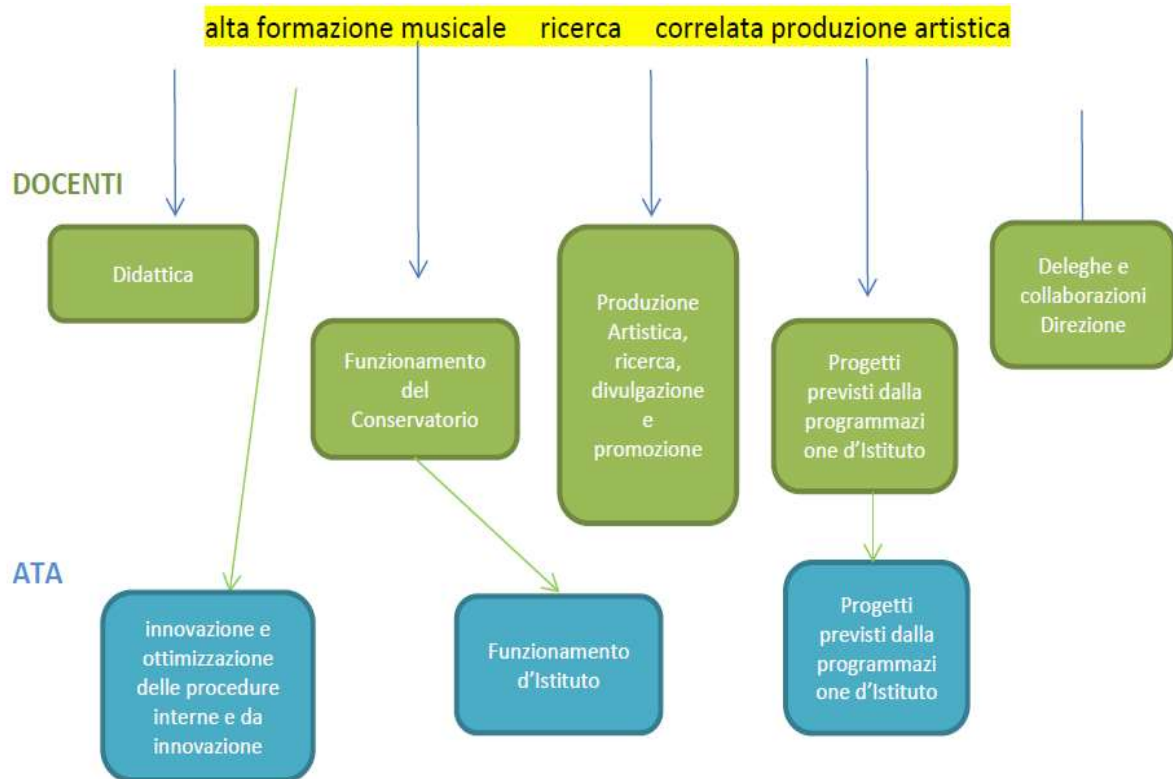 alta formazione musicale ricerca correlata produzione artistica
DOCENTI
Didattica
Funzionamento
del
Conservatorio
Produzione
Artistica,
ricerca,
divulgazione
e
promozione
Progetti
previsti dalla
programmazi
one d'Istituto
Deleghe e
collaborazioni
Direzione
ATA
innovazione e
ottimizzazione
delle procedure
interne e da
innovazione
Funzionamento
d'Istituto
Progetti
previsti dalla
programmazi
one d'Istituto